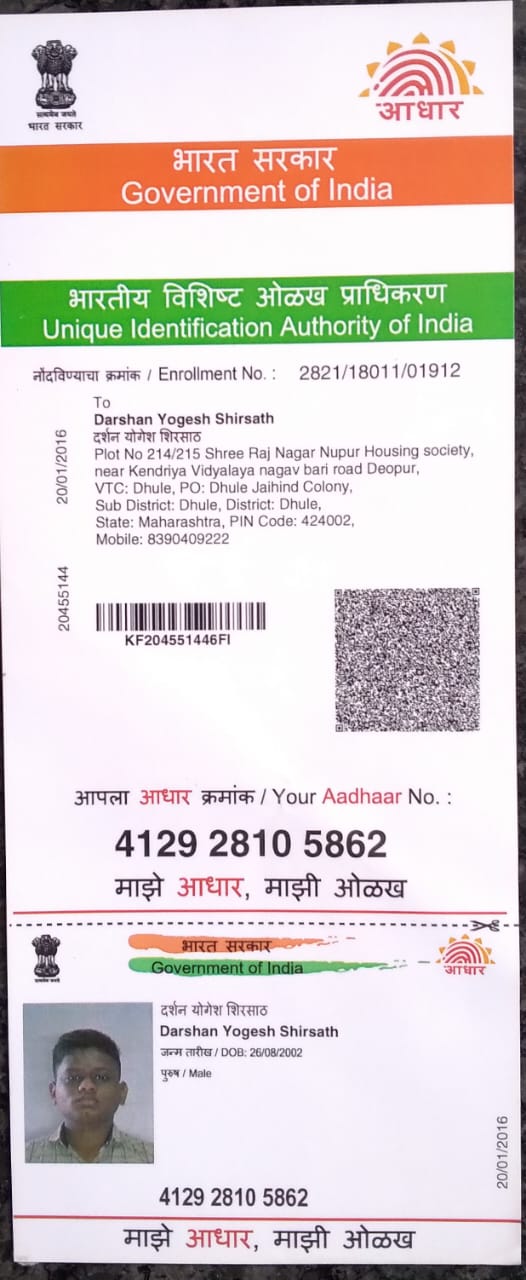 सत्यमेव जयते
भारत सरकार
आधार
भारत सरकार
Government of India
भारतीय विशिष्ट ओळख प्राधिकरण
Unique Identification Authority of India
नोंदविण्याचा क्रमांक / Enrollment No. : 2821/18011/01912
To
Darshan Yogesh Shirsath
दर्शन योगेश शिरसाठ
Plot No 214/215 Shree Raj Nagar Nupur Housing society,
near Kendriya Vidyalaya nagav bari road Deopur,
VTC: Dhule, PO: Dhule Jaihind Colony,
Sub District: Dhule, District: Dhule,
State: Maharashtra, PIN Code: 424002,
Mobile: 8390409222
20/01/2016
20455144
KF204551446FI
आपला आधार क्रमांक / Your Aadhaar No. :
4129 2810 5862
माझे आधार, माझी ओळख
भारत सरकार
Government of India
आधार
दर्शन योगेश शिरसाठ
Darshan Yogesh Shirsath
जन्म तारीख / DOB: 26/08/2002
पुरुष / Male
20/01/2016
4129 2810 5862
माझे आधार, माझी ओळख